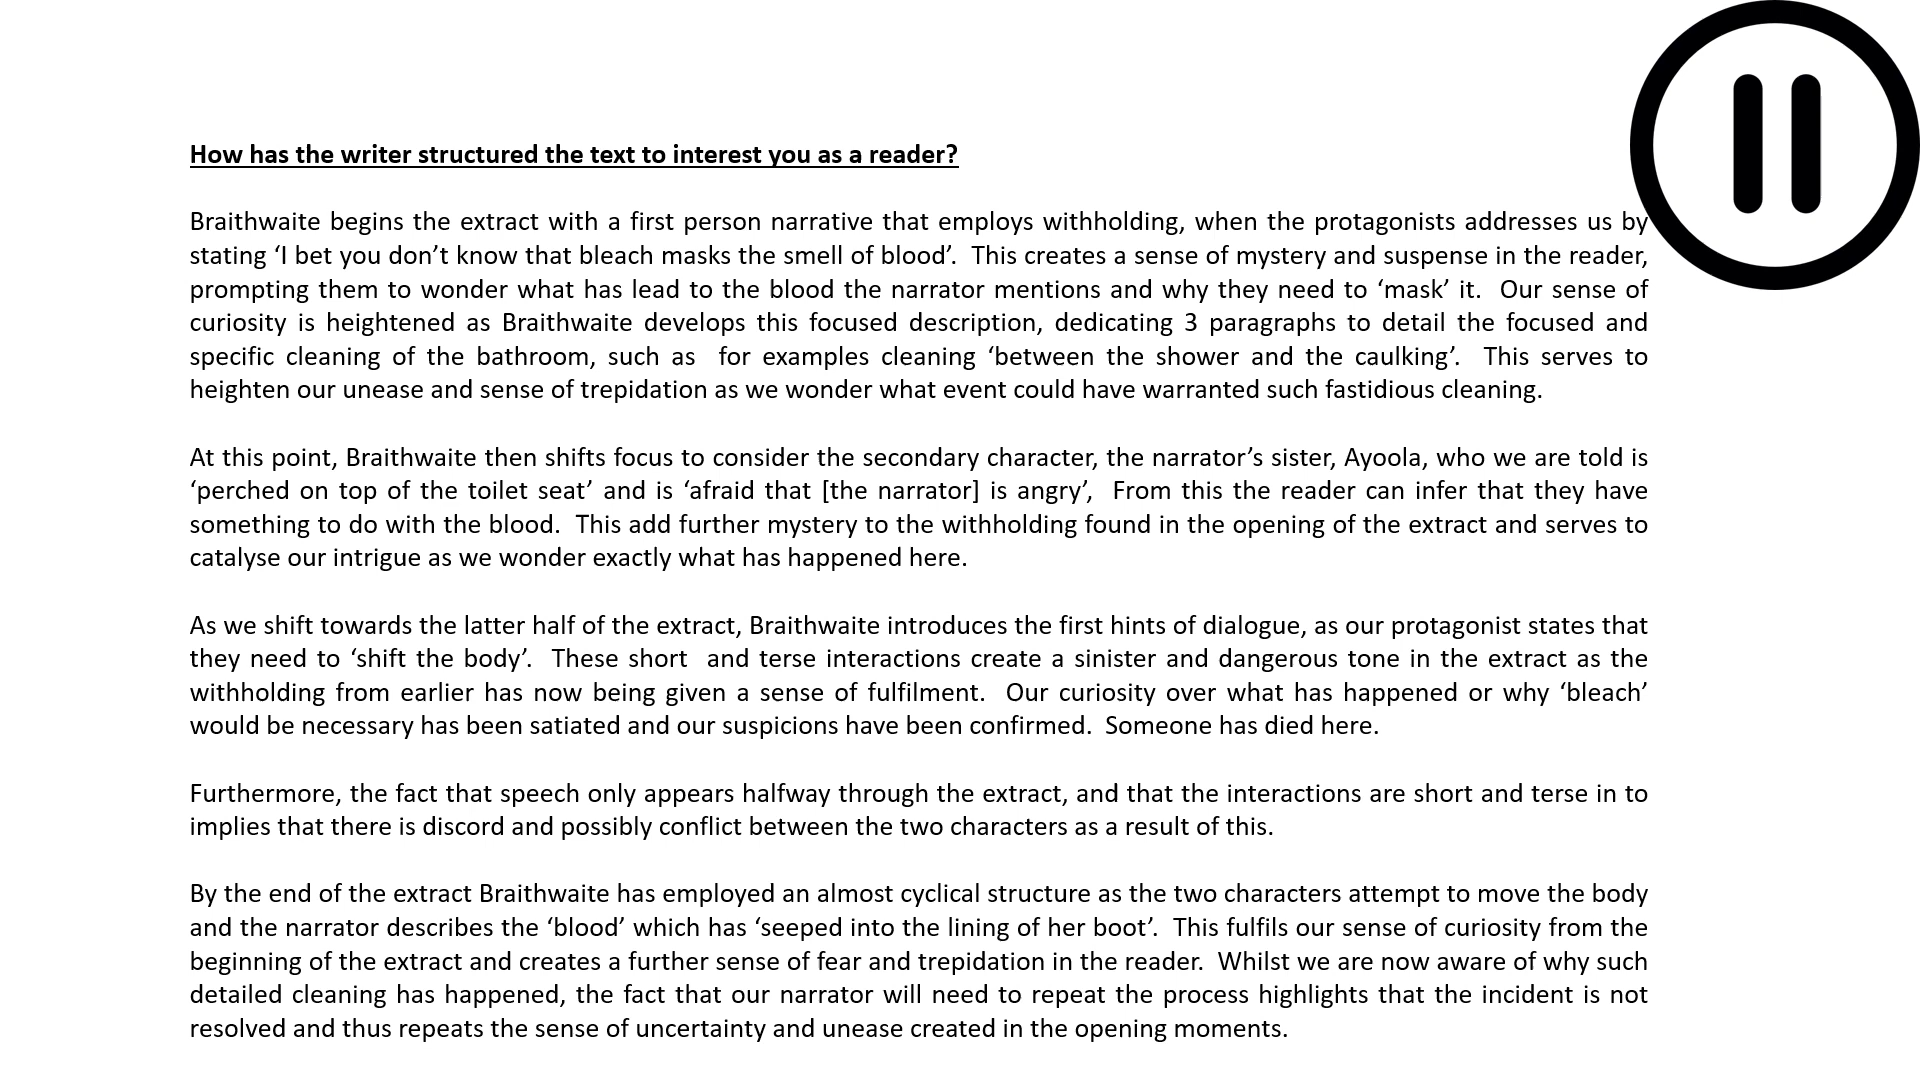 How has the writer structured the text to interest you as a reader?
Braithwaite begins the extract with a first person narrative that employs withholding, when the protagonists addresses us by
stating ‘I bet you don’t know that bleach masks the smell of blood’.  This creates a sense of mystery and suspense in the reader,
prompting them to wonder what has lead to the blood the narrator mentions and why they need to ‘mask’ it.  Our sense of
curiosity is heightened as Braithwaite develops this focused description, dedicating 3 paragraphs to detail the focused and
specific cleaning of the bathroom, such as  for examples cleaning ‘between the shower and the caulking’.  This serves to
heighten our unease and sense of trepidation as we wonder what event could have warranted such fastidious cleaning.
At this point, Braithwaite then shifts focus to consider the secondary character, the narrator’s sister, Ayoola, who we are told is
‘perched on top of the toilet seat’ and is ‘afraid that [the narrator] is angry’,  From this the reader can infer that they have
something to do with the blood.  This add further mystery to the withholding found in the opening of the extract and serves to
catalyse our intrigue as we wonder exactly what has happened here.
As we shift towards the latter half of the extract, Braithwaite introduces the first hints of dialogue, as our protagonist states that
they need to ‘shift the body’.  These short  and terse interactions create a sinister and dangerous tone in the extract as the
withholding from earlier has now being given a sense of fulfilment.  Our curiosity over what has happened or why ‘bleach’
would be necessary has been satiated and our suspicions have been confirmed.  Someone has died here.
Furthermore, the fact that speech only appears halfway through the extract, and that the interactions are short and terse in to
implies that there is discord and possibly conflict between the two characters as a result of this.
By the end of the extract Braithwaite has employed an almost cyclical structure as the two characters attempt to move the body
and the narrator describes the ‘blood’ which has ‘seeped into the lining of her boot’.  This fulfils our sense of curiosity from the
beginning of the extract and creates a further sense of fear and trepidation in the reader.  Whilst we are now aware of why such
detailed cleaning has happened, the fact that our narrator will need to repeat the process highlights that the incident is not
resolved and thus repeats the sense of uncertainty and unease created in the opening moments.